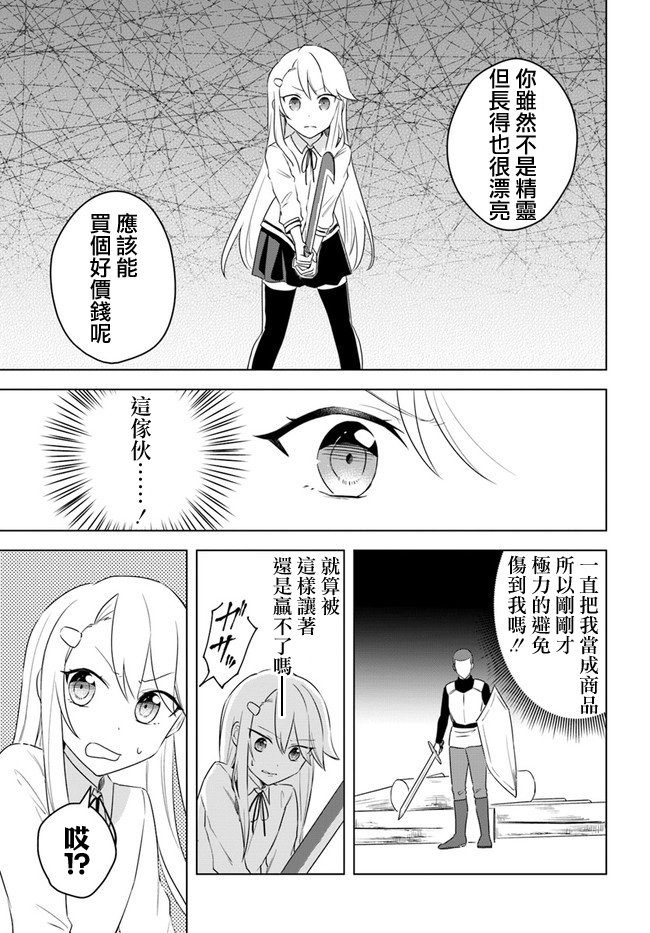 你雖然不是精靈
但長得也很漂亮
應該能
買個好價錢呢
這傢伙……!
一直把我當成商品
所以剛剛才
極力的避免
傷到我嗎!!
就算被
這樣讓著
還是贏不了嗎——
ガサッ
哎!?